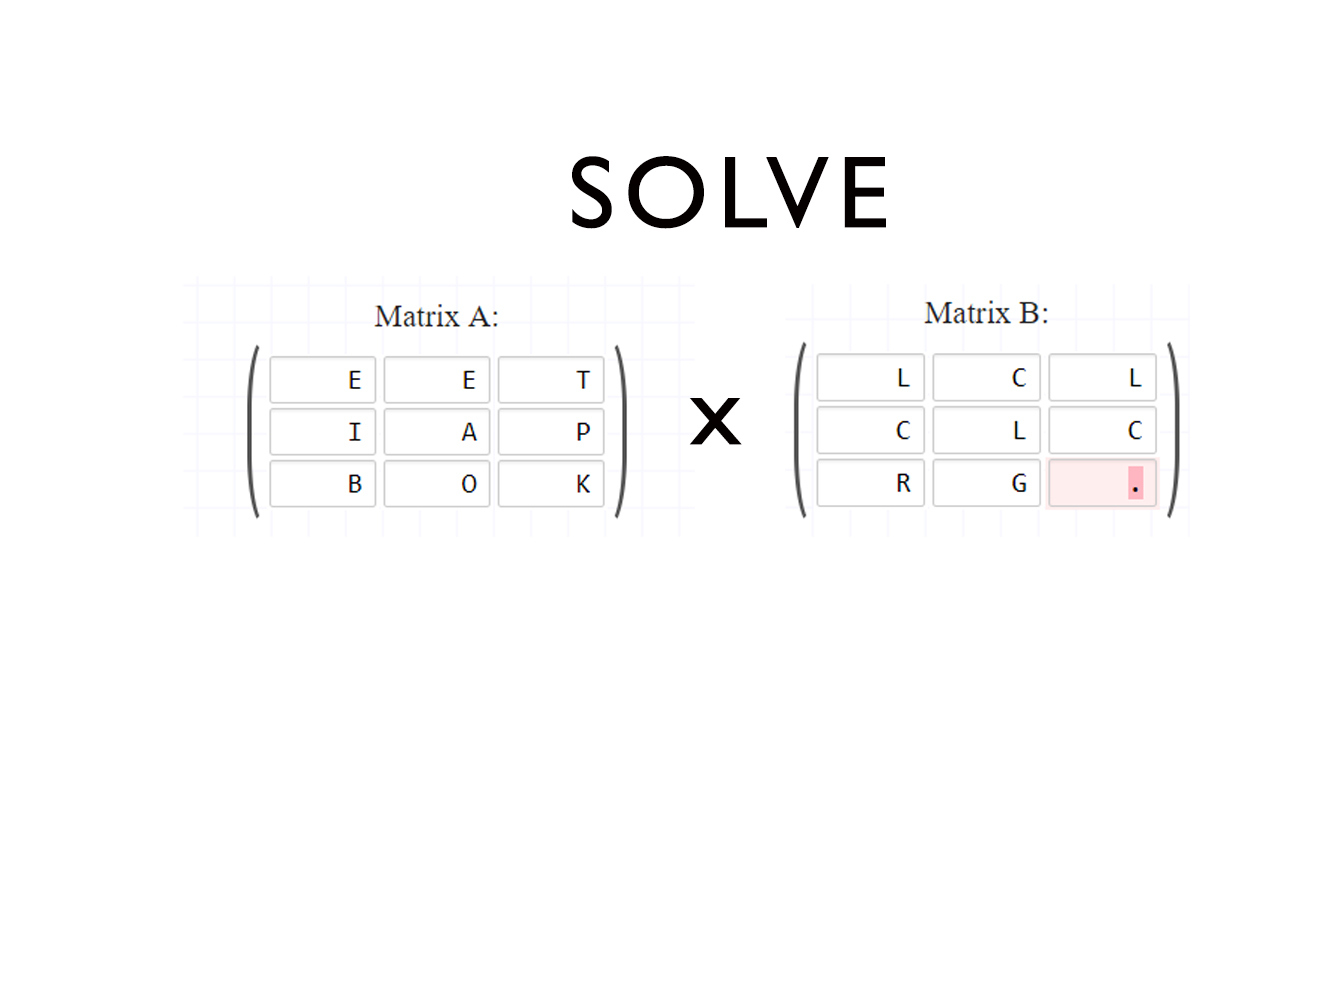 SOLVE
Matrix A:
E E T
I A P
B O K
x
Matrix B:
L C L
C L C
R G .